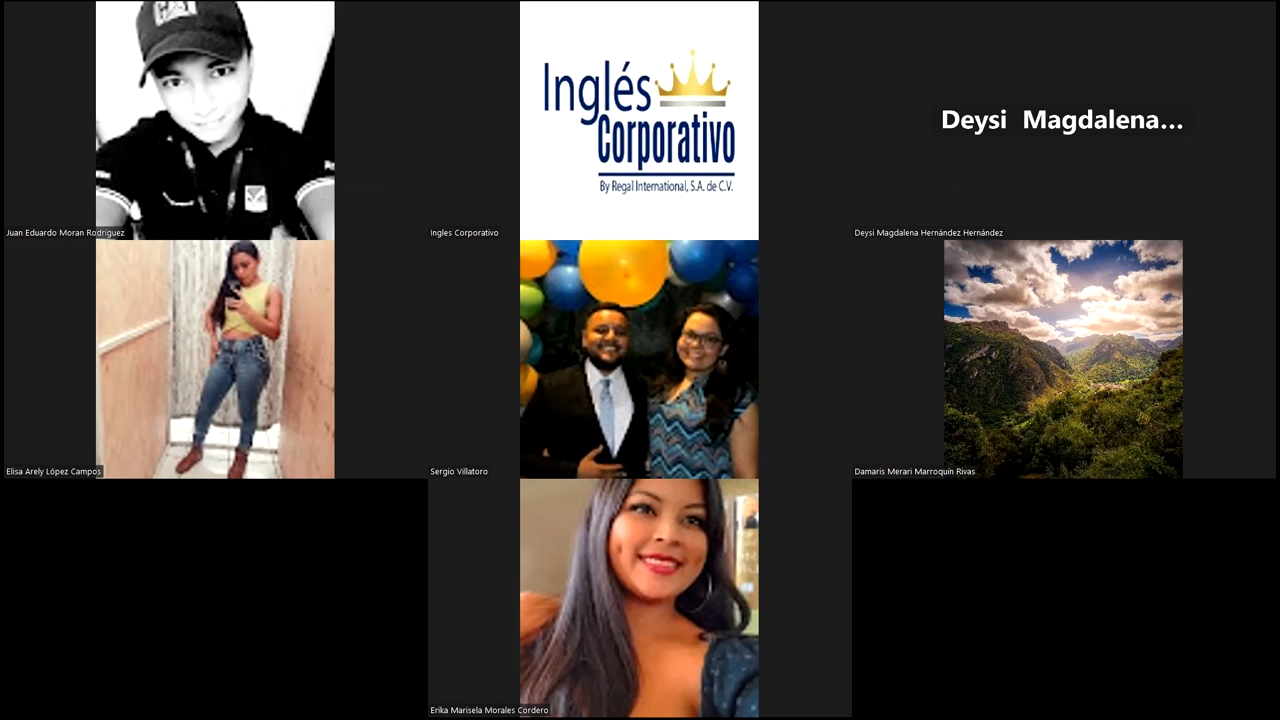 CAT
Inglés
Corporativo
By Regal International, S.A. de C.V.
Deysi Magdalena...
Juan Eduardo Moran Rodriguez
Ingles Corporativo
Deysi Magdalena Hernández Hernández
Elisa Arely López Campos
Sergio Villatoro
Damaris Merari Marroquín Rivas
Erika Marisela Morales Cordero